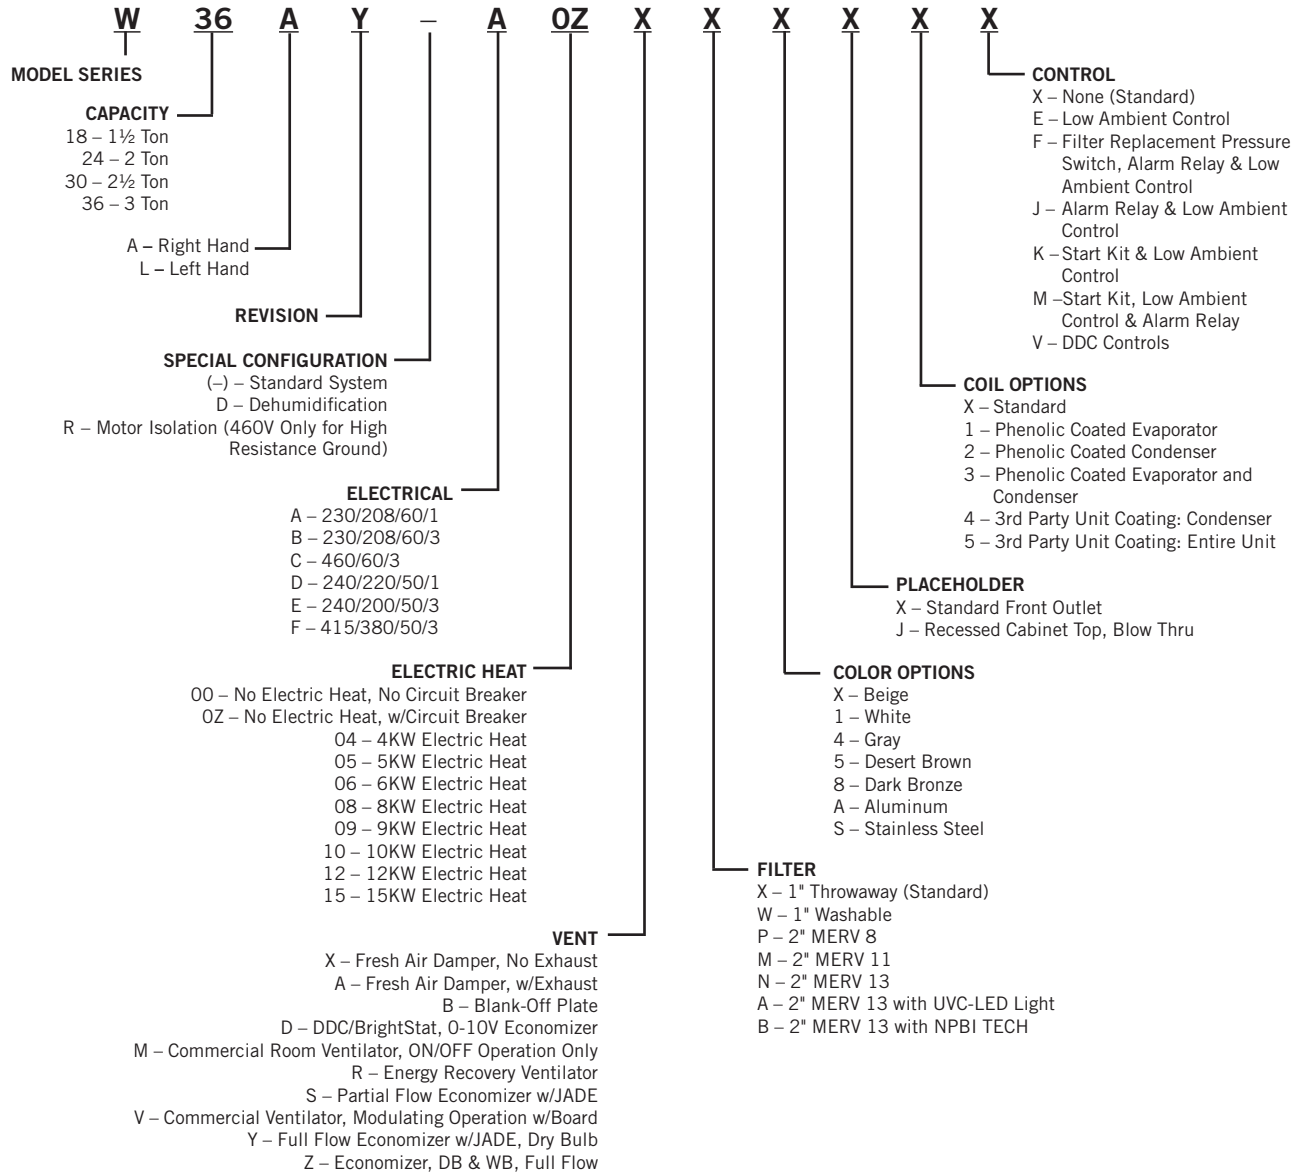 W 36 A Y – A 0Z X X X X X X
MODEL SERIES
CAPACITY
18 – 1½ Ton
24 – 2 Ton
30 – 2½ Ton
36 – 3 Ton
A – Right Hand
L – Left Hand
REVISION
SPECIAL CONFIGURATION
(–) – Standard System
D – Dehumidification
R – Motor Isolation (460V Only for High
Resistance Ground)
ELECTRICAL
A – 230/208/60/1
B – 230/208/60/3
C – 460/60/3
D – 240/220/50/1
E – 240/200/50/3
F – 415/380/50/3
ELECTRIC HEAT
00 – No Electric Heat, No Circuit Breaker
0Z – No Electric Heat, w/Circuit Breaker
04 – 4KW Electric Heat
05 – 5KW Electric Heat
06 – 6KW Electric Heat
08 – 8KW Electric Heat
09 – 9KW Electric Heat
10 – 10KW Electric Heat
12 – 12KW Electric Heat
15 – 15KW Electric Heat
VENT
X – Fresh Air Damper, No Exhaust
A – Fresh Air Damper, w/Exhaust
B – Blank-Off Plate
D – DDC/BrightStat, 0-10V Economizer
M – Commercial Room Ventilator, ON/OFF Operation Only
R – Energy Recovery Ventilator
S – Partial Flow Economizer w/JADE
V – Commercial Ventilator, Modulating Operation w/Board
Y – Full Flow Economizer w/JADE, Dry Bulb
Z – Economizer, DB & WB, Full Flow
CONTROL
X – None (Standard)
E – Low Ambient Control
F – Filter Replacement Pressure
Switch, Alarm Relay & Low
Ambient Control
J – Alarm Relay & Low Ambient
Control
K – Start Kit & Low Ambient
Control
M –Start Kit, Low Ambient
Control & Alarm Relay
V – DDC Controls
COIL OPTIONS
X – Standard
1 – Phenolic Coated Evaporator
2 – Phenolic Coated Condenser
3 – Phenolic Coated Evaporator and
Condenser
4 – 3rd Party Unit Coating: Condenser
5 – 3rd Party Unit Coating: Entire Unit
PLACEHOLDER
X – Standard Front Outlet
J – Recessed Cabinet Top, Blow Thru
COLOR OPTIONS
X – Beige
1 – White
4 – Gray
5 – Desert Brown
8 – Dark Bronze
A – Aluminum
S – Stainless Steel
FILTER
X – 1" Throwaway (Standard)
W – 1" Washable
P – 2" MERV 8
M – 2" MERV 11
N – 2" MERV 13
A – 2" MERV 13 with UVC-LED Light
B – 2" MERV 13 with NPBI TECH